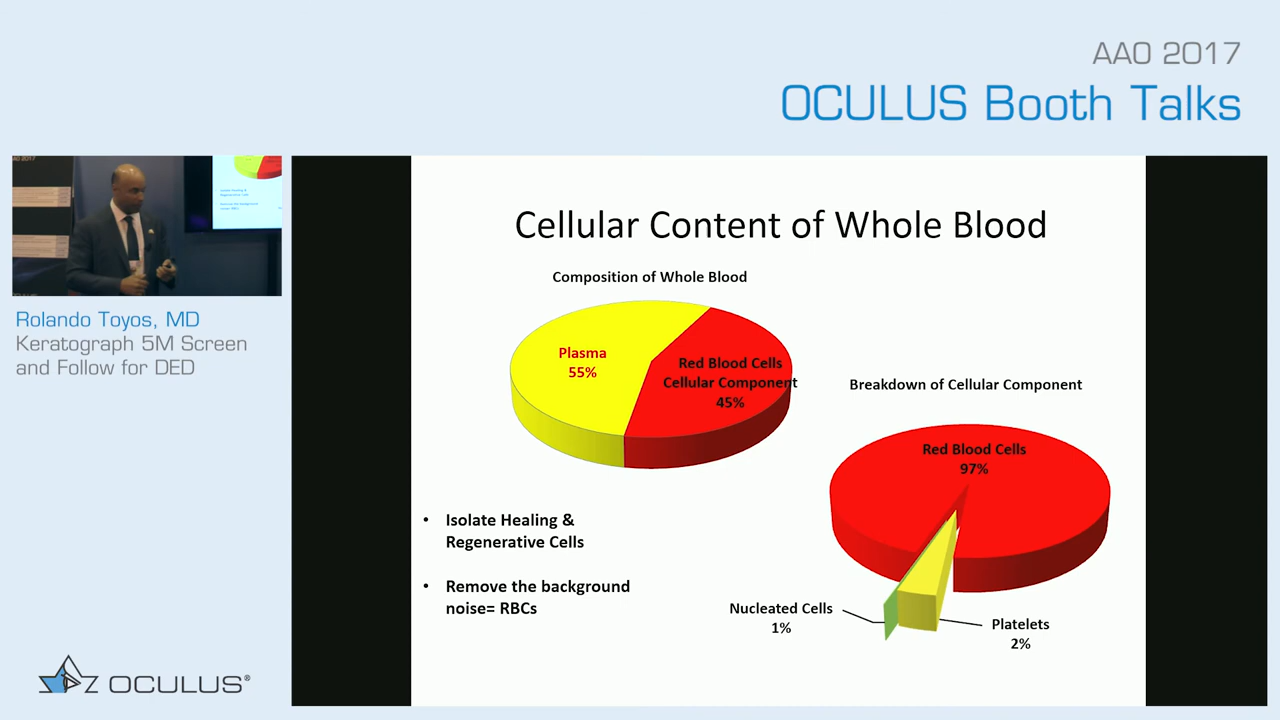 AAO 2017
OCULUS Booth Talks
Rolando Toyos, MD
Keratograph 5M Screen
and Follow for DED
Cellular Content of Whole Blood
Composition of Whole Blood
Plasma
55%
Red Blood Cells
Cellular Component
45%
Breakdown of Cellular Component
Red Blood Cells
97%
• Isolate Healing &
Regenerative Cells
• Remove the background
noise= RBCs
Nucleated Cells
1%
Platelets
2%
OCULUS®